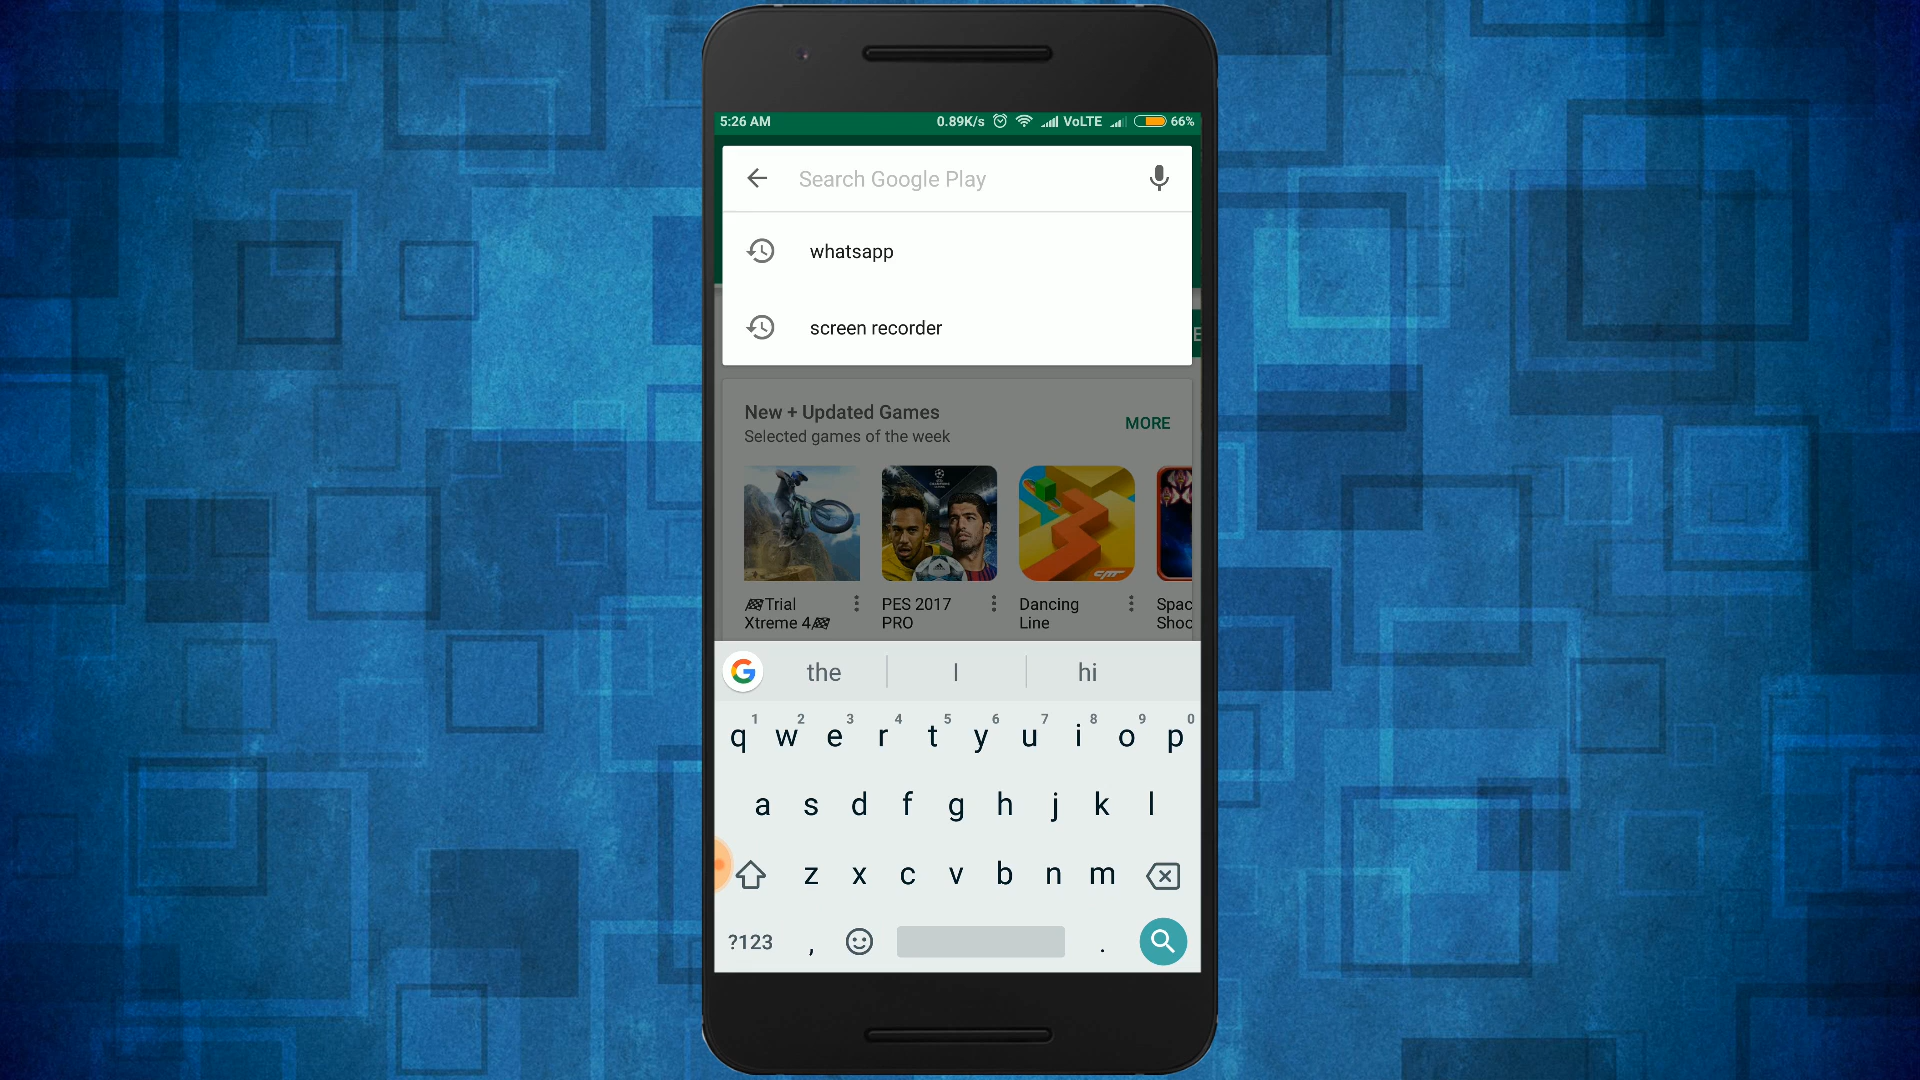 5:26 AM 0.89K/s VoLTE 66%
Search Google Play
whatsapp
screen recorder
E
New + Updated Games
MORE
Selected games of the week
Trial Xtreme 4
PES 2017 PRO
Dancing Line
Spac Shoc
the I hi
q 1 w 2 e 3 r 4 t 5 y 6 u 7 i 8 o 9 p 0
a s d f g h j k l
z x c v b n m
?123 , .